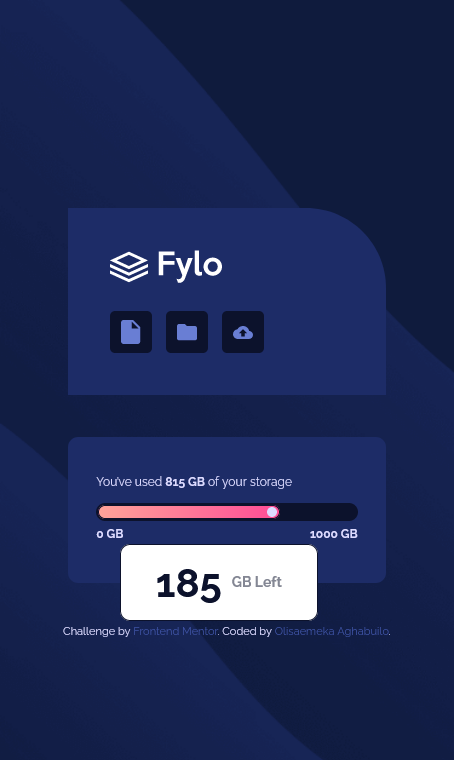 Fylo
You've used 815 GB of your storage
0 GB 1000 GB
185 GB Left
Challenge by Frontend Mentor. Coded by Olisaemeka Aghabuilo.